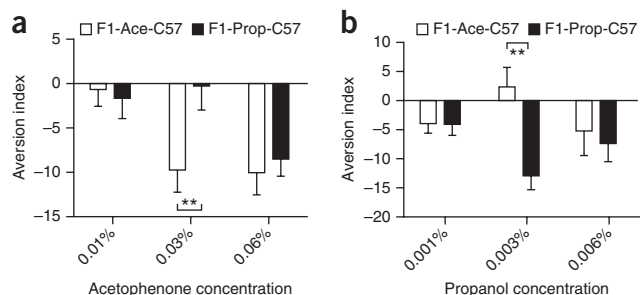 a
F1-Ace-C57 F1-Prop-C57
Aversion index
5
0
−5
−10
−15
**
0.01% 0.03% 0.06%
Acetophenone concentration
b
F1-Ace-C57 F1-Prop-C57
Aversion index
10
5
0
−5
−10
−15
−20
**
0.001% 0.003% 0.006%
Propanol concentration